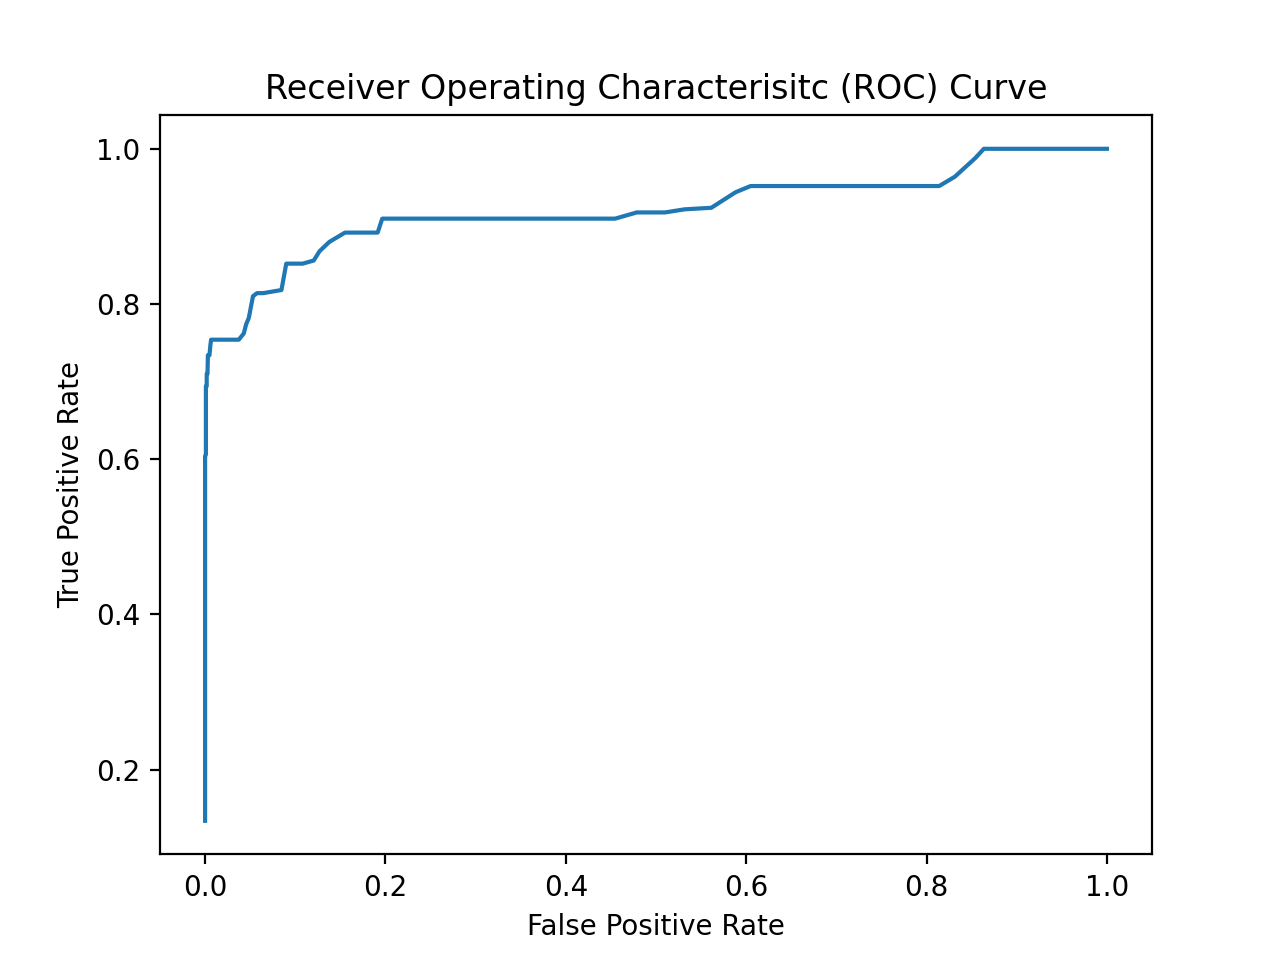 Receiver Operating Characterisitc (ROC) Curve
1.0
0.8
0.6
0.4
0.2
True Positive Rate
0.0 0.2 0.4 0.6 0.8 1.0
False Positive Rate